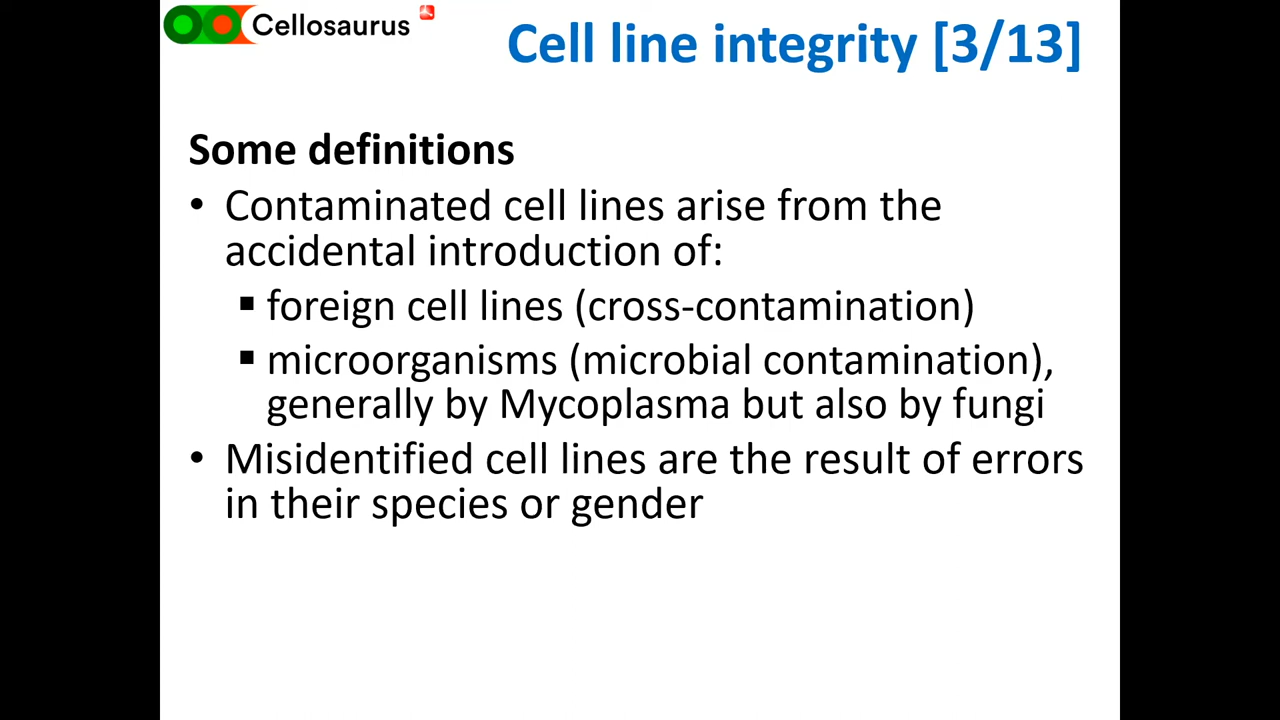 Cellosaurus
Cell line integrity [3/13]
Some definitions
• Contaminated cell lines arise from the
accidental introduction of:
▪ foreign cell lines (cross-contamination)
▪ microorganisms (microbial contamination),
generally by Mycoplasma but also by fungi
• Misidentified cell lines are the result of errors
in their species or gender